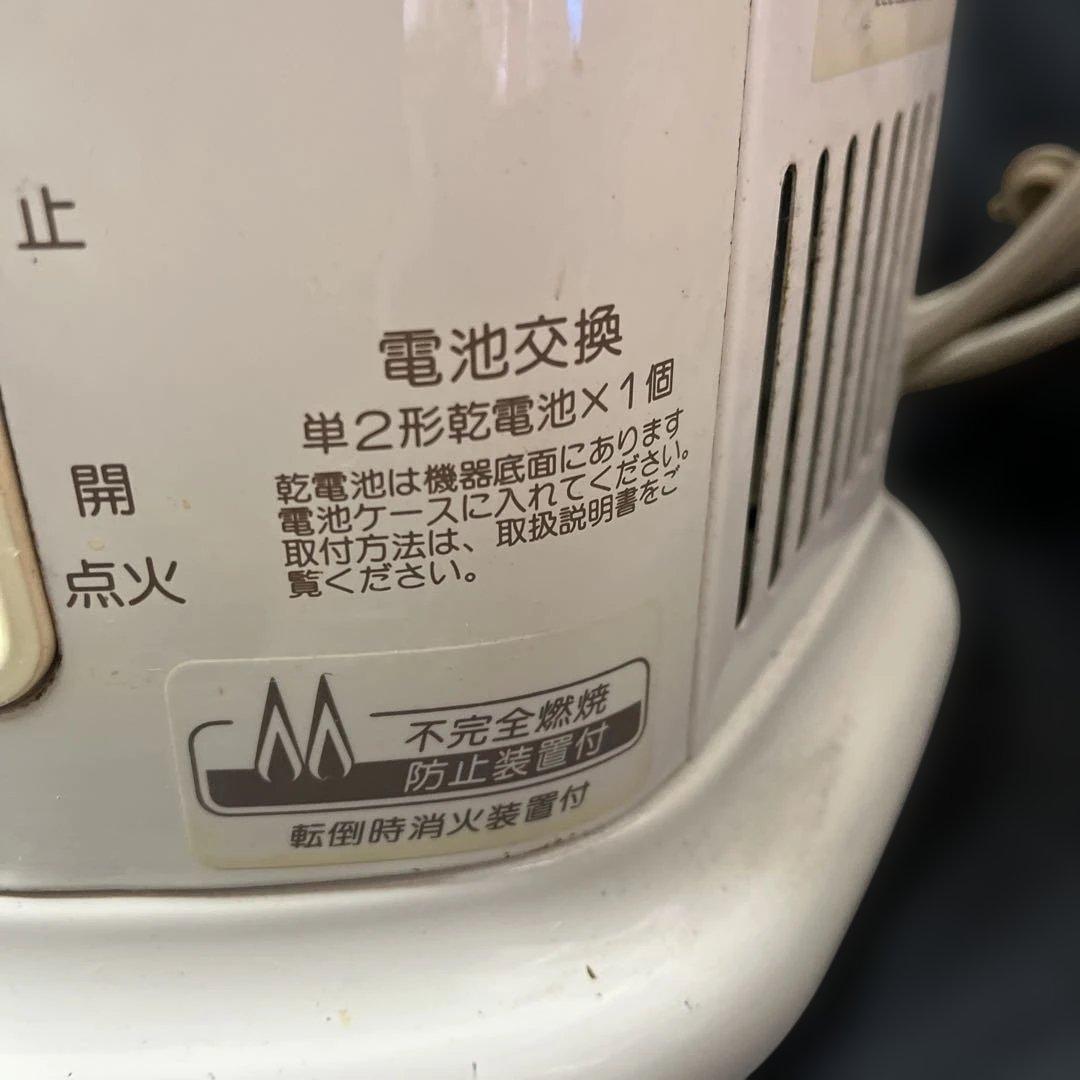 止
開
点火
電池交換
単2形乾電池×1個
乾電池は機器底面にあります
電池ケースに入れてください。
取付方法は、取扱説明書をご
覧ください。
不完全燃焼
防止装置付
転倒時消火装置付